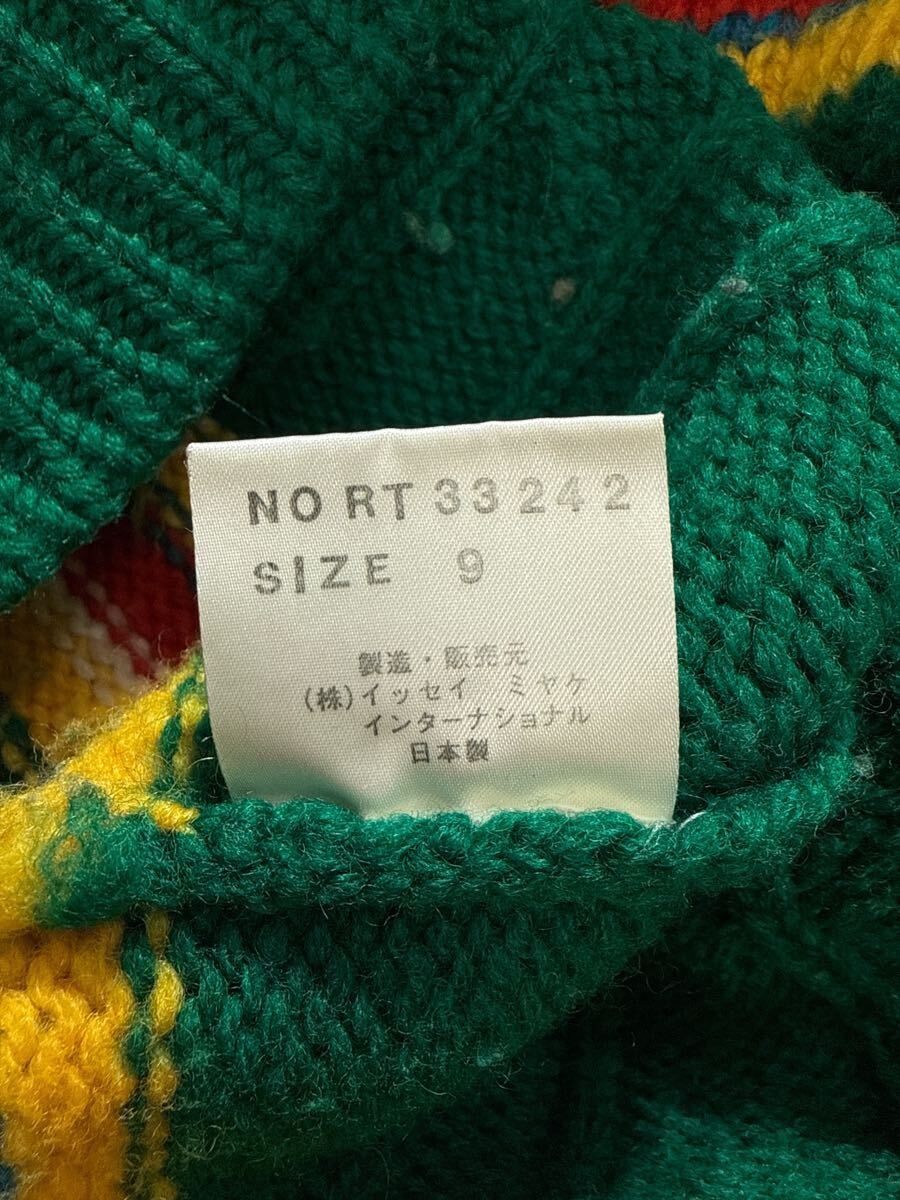 NO RT 33242
SIZE 9
製造・販売元
(株)イッセイ ミヤケ
インターナショナル
日本製